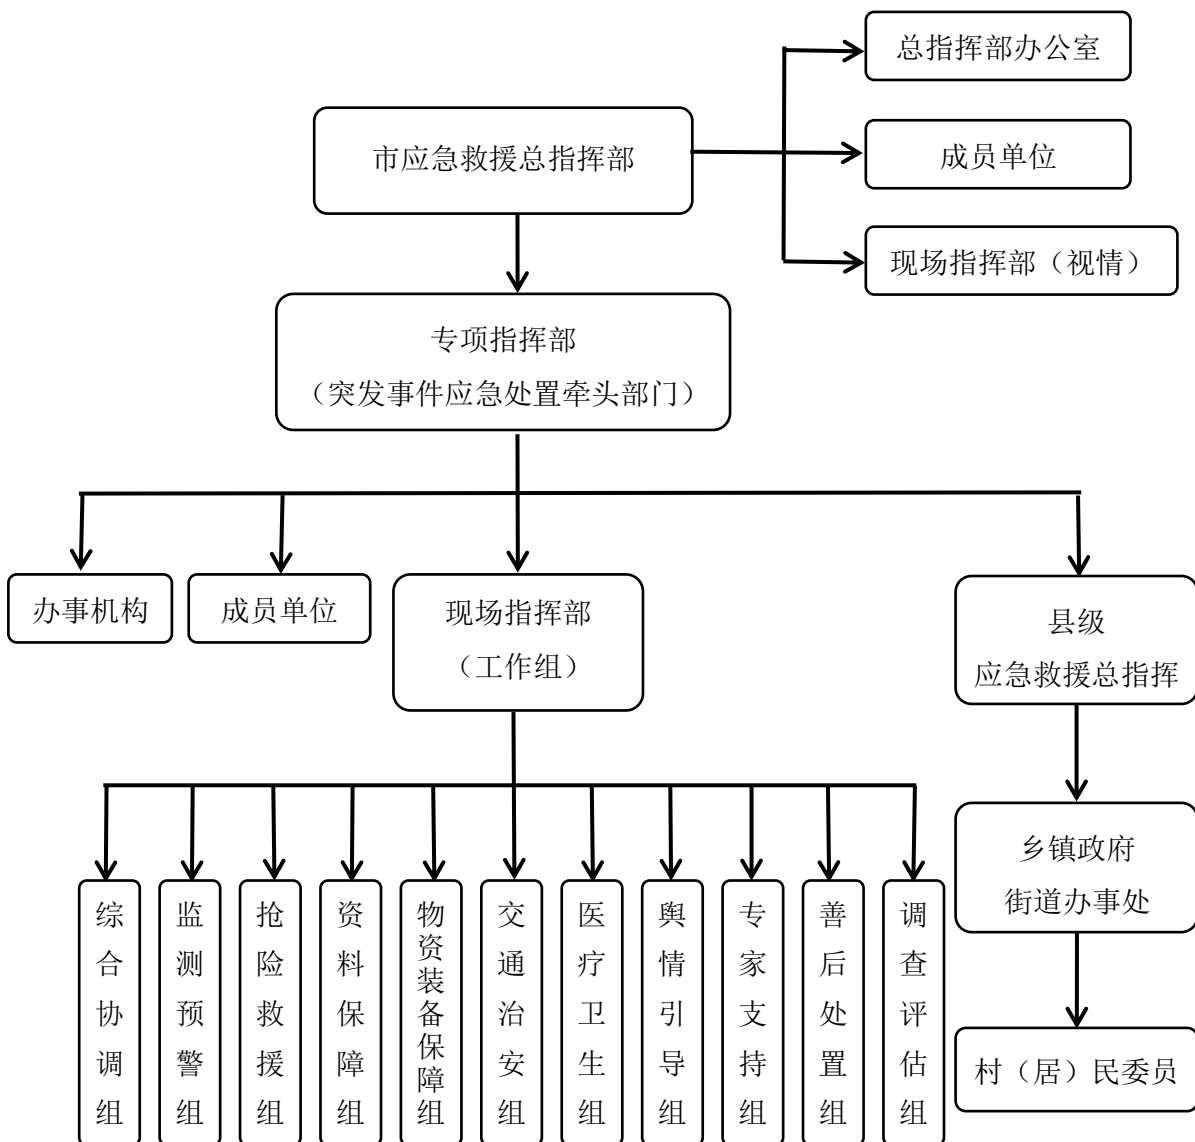 总指挥部办公室
市应急救援总指挥部
成员单位
现场指挥部（视情）
专项指挥部
（突发事件应急处置牵头部门）
办事机构
成员单位
现场指挥部
（工作组）
县级
应急救援总指挥
乡镇政府
街道办事处
综合协调组
监测预警组
抢险救援组
资料保障组
物资装备保障组
交通治安组
医疗卫生组
舆情引导组
专家支持组
善后处置组
调查评估组
村（居）民委员